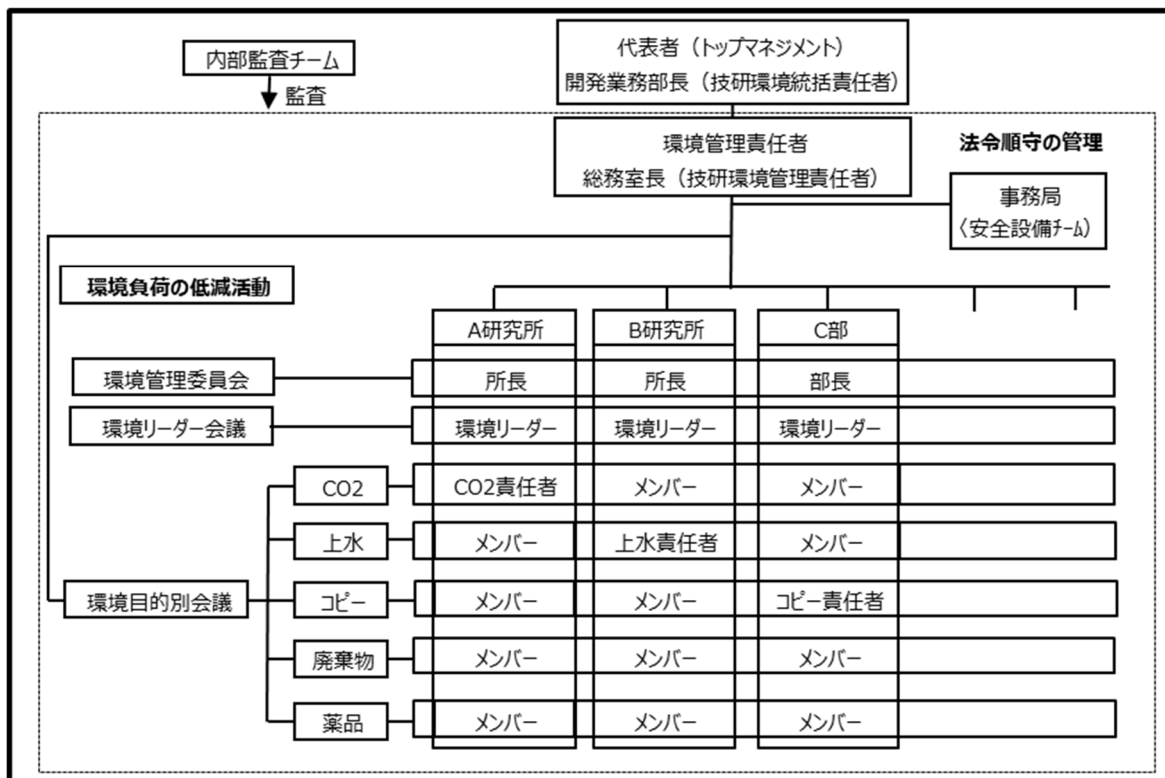 代表者（トップマネジメント）
開発業務部長（技研環境統括責任者）
内部監査チーム
監査
環境管理責任者
総務室長（技研環境管理責任者）
法令順守の管理
事務局
〈安全設備ﾁｰﾑ〉
環境負荷の低減活動
A研究所 B研究所 C部
環境管理委員会 所長 所長 部長
環境リーダー会議 環境リーダー 環境リーダー 環境リーダー
CO2 CO2責任者 メンバー メンバー
上水 メンバー 上水責任者 メンバー
環境目的別会議 コピー メンバー メンバー コピー責任者
廃棄物 メンバー メンバー メンバー
薬品 メンバー メンバー メンバー